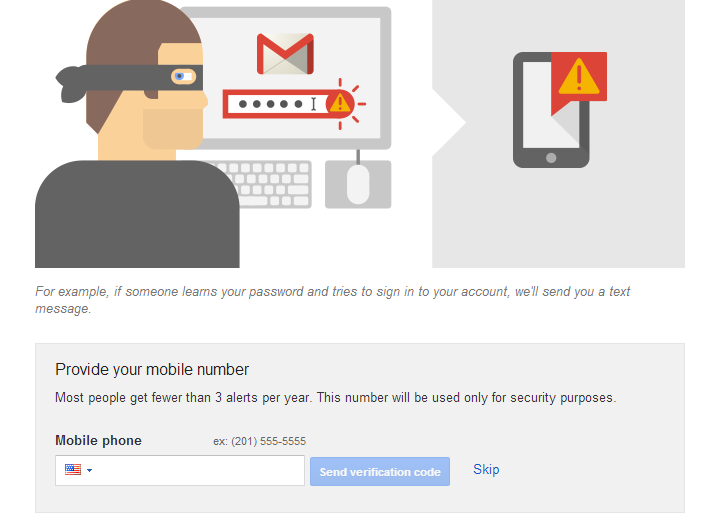 For example, if someone learns your password and tries to sign in to your account, we'll send you a text
message.
Provide your mobile number
Most people get fewer than 3 alerts per year. This number will be used only for security purposes.
Mobile phone ex: (201) 555-5555
Send verification code Skip